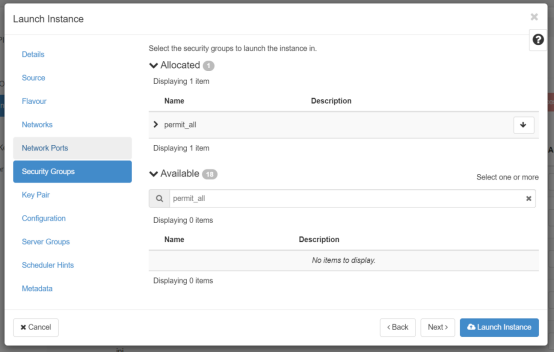 Launch Instance
×
?
Details
Source
Flavour
Networks
Network Ports
Security Groups
Key Pair
Configuration
Server Groups
Scheduler Hints
Metadata
Select the security groups to launch the instance in.
Allocated 1
Displaying 1 item
Name Description
permit_all
Displaying 1 item
Available 18
Select one or more
permit_all
Displaying 0 items
Name Description
No items to display.
Displaying 0 items
× Cancel
< Back Next > Launch Instance